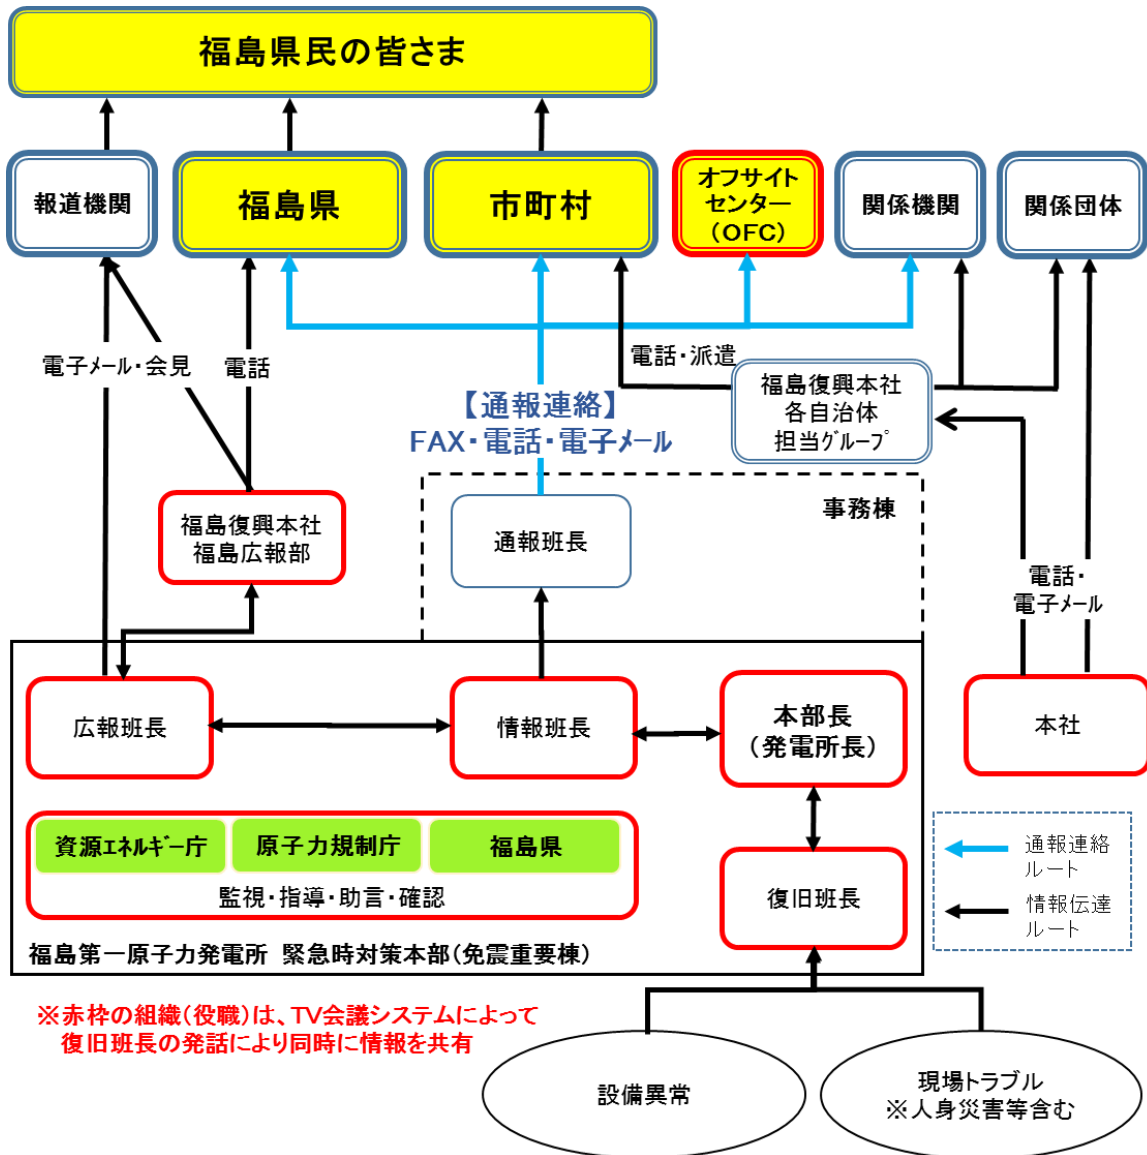 福島県民の皆さま
報道機関
福島県
市町村
オフサイト
センター
(OFC)
関係機関
関係団体
電子メール・会見
電話
電話・派遣
【通報連絡】
FAX・電話・電子メール
福島復興本社
各自治体
担当グループ
事務棟
福島復興本社
福島広報部
通報班長
電話・
電子メール
広報班長
情報班長
本部長
(発電所長)
本社
資源エネルギー庁
原子力規制庁
福島県
監視・指導・助言・確認
復旧班長
通報連絡
ルート
情報伝達
ルート
福島第一原子力発電所 緊急時対策本部(免震重要棟)
※赤枠の組織(役職)は、TV会議システムによって
復旧班長の発話により同時に情報を共有
設備異常
現場トラブル
※人身災害等含む